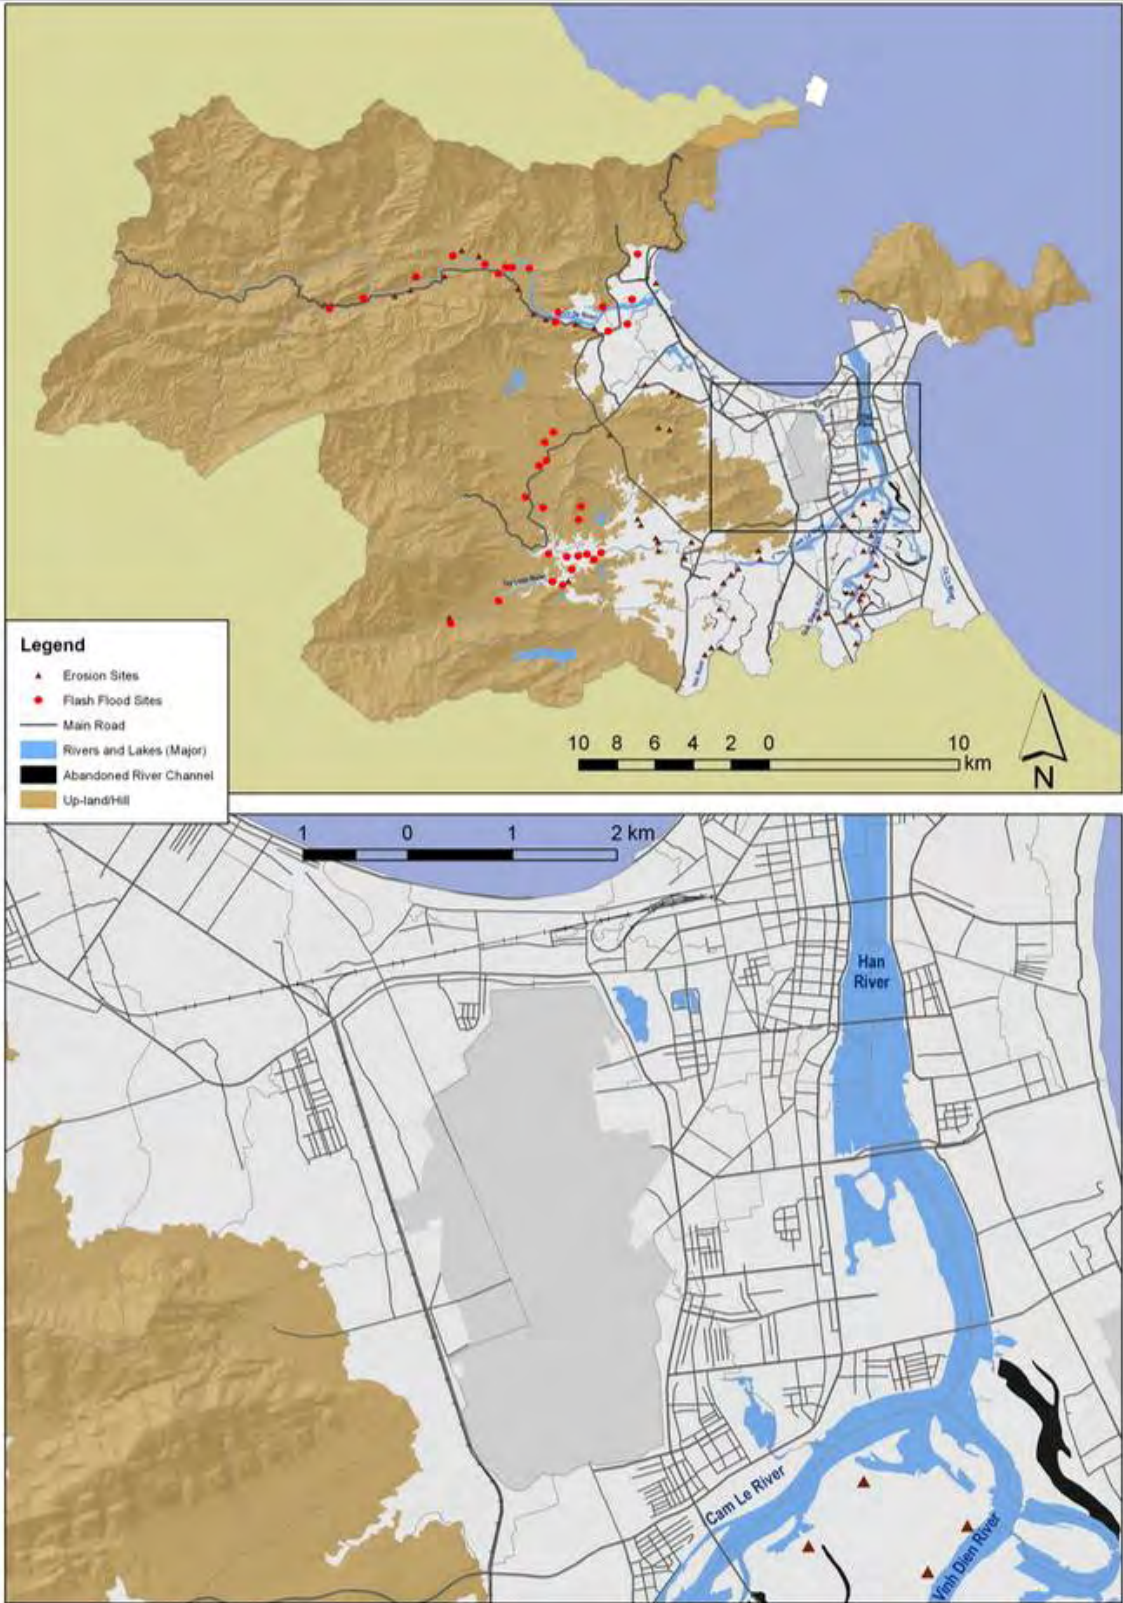 Legend
Erosion Sites
Flash Flood Sites
Main Road
Rivers and Lakes (Major)
Abandoned River Channel
Up-land/Hill
10 8 6 4 2 0 10 km
N
1 0 1 2 km
Han
River
Cam Le River
Vinh Dien River